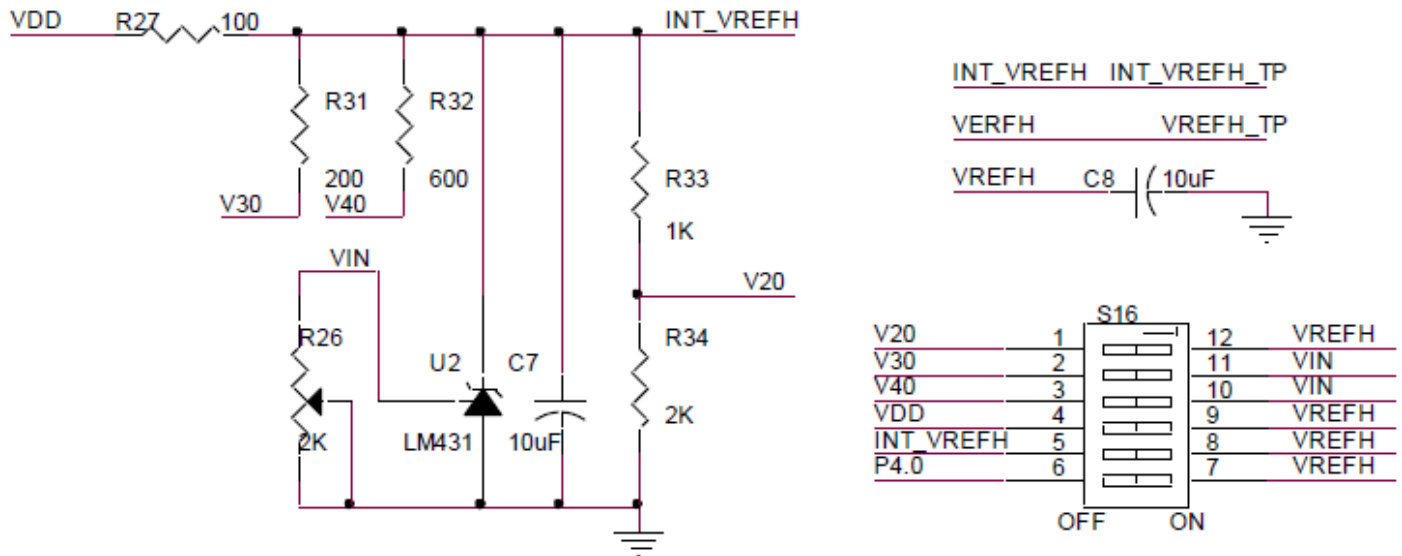 VDD R27 100 INT_VREFH
INT_VREFH INT_VREFH_TP
VERFH VREFH_TP
VREFH C8 10uF
R31 R32
200 600
V30 V40
R33
1K
VIN
V20
R26
2K
U2 C7
LM431 10uF
R34
2K
S16
V20 1 12 VREFH
V30 2 11 VIN
V40 3 10 VIN
VDD 4 9 VREFH
INT_VREFH 5 8 VREFH
P4.0 6 7 VREFH
OFF ON